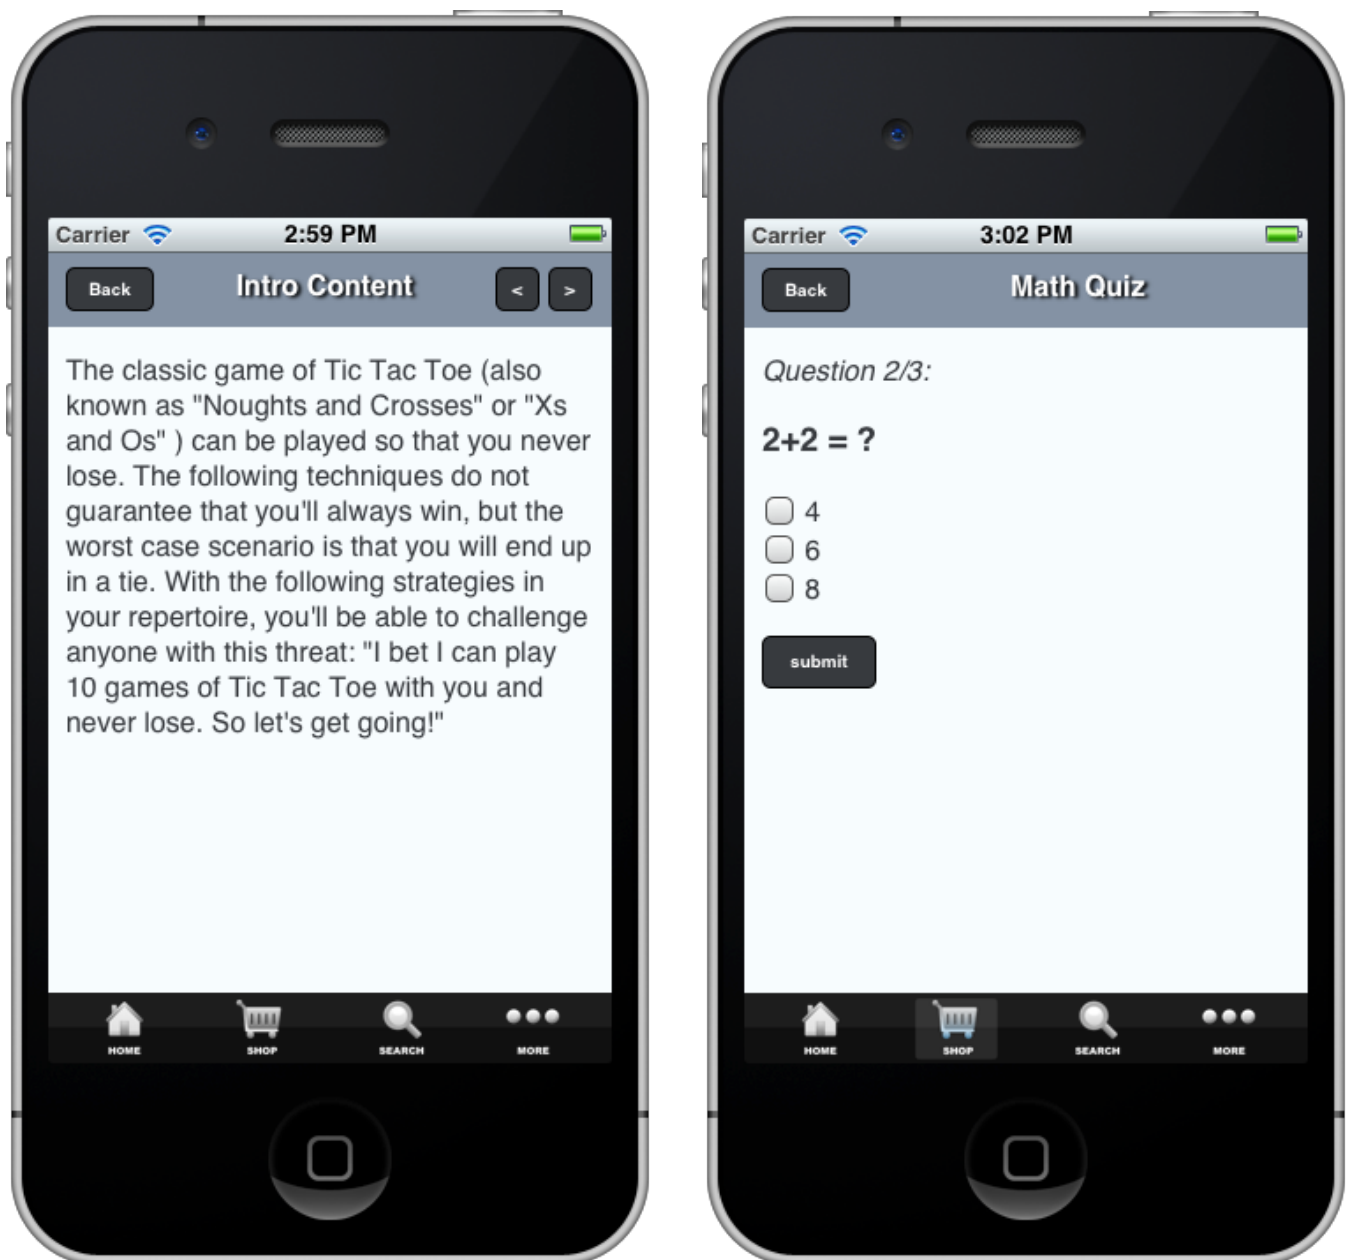 Carrier 2:59 PM
Back Intro Content < >
The classic game of Tic Tac Toe (also
known as "Noughts and Crosses" or "Xs
and Os" ) can be played so that you never
lose. The following techniques do not
guarantee that you'll always win, but the
worst case scenario is that you will end up
in a tie. With the following strategies in
your repertoire, you'll be able to challenge
anyone with this threat: "I bet I can play
10 games of Tic Tac Toe with you and
never lose. So let's get going!"
HOME SHOP SEARCH MORE
Carrier 3:02 PM
Back Math Quiz
Question 2/3:
2+2 = ?
4
6
8
submit
HOME SHOP SEARCH MORE